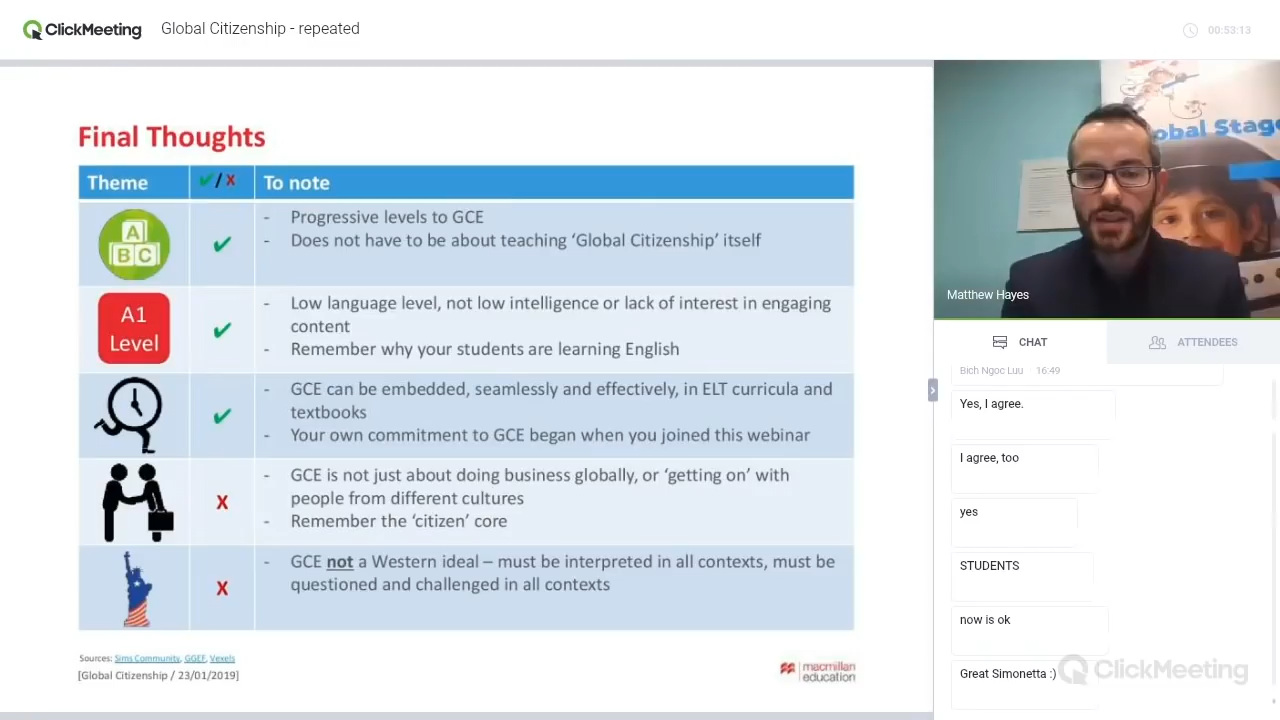 ClickMeeting
Global Citizenship - repeated
00:53:13
Final Thoughts
Theme
✔/X
To note
A
B C
✔
- Progressive levels to GCE
- Does not have to be about teaching ‘Global Citizenship’ itself
A1
Level
✔
- Low language level, not low intelligence or lack of interest in engaging
content
- Remember why your students are learning English
✔
- GCE can be embedded, seamlessly and effectively, in ELT curricula and
textbooks
- Your own commitment to GCE began when you joined this webinar
X
- GCE is not just about doing business globally, or ‘getting on’ with
people from different cultures
- Remember the ‘citizen’ core
X
- GCE not a Western ideal – must be interpreted in all contexts, must be
questioned and challenged in all contexts
Sources: Sims Community, GGEF, Vexels
[Global Citizenship / 23/01/2019]
macmillan
education
obal Stage
Matthew Hayes
CHAT
ATTENDEES
Bich Ngoc Luu · 16:49
Yes, I agree.
I agree, too
yes
STUDENTS
now is ok
Great Simonetta :)
ClickMeeting